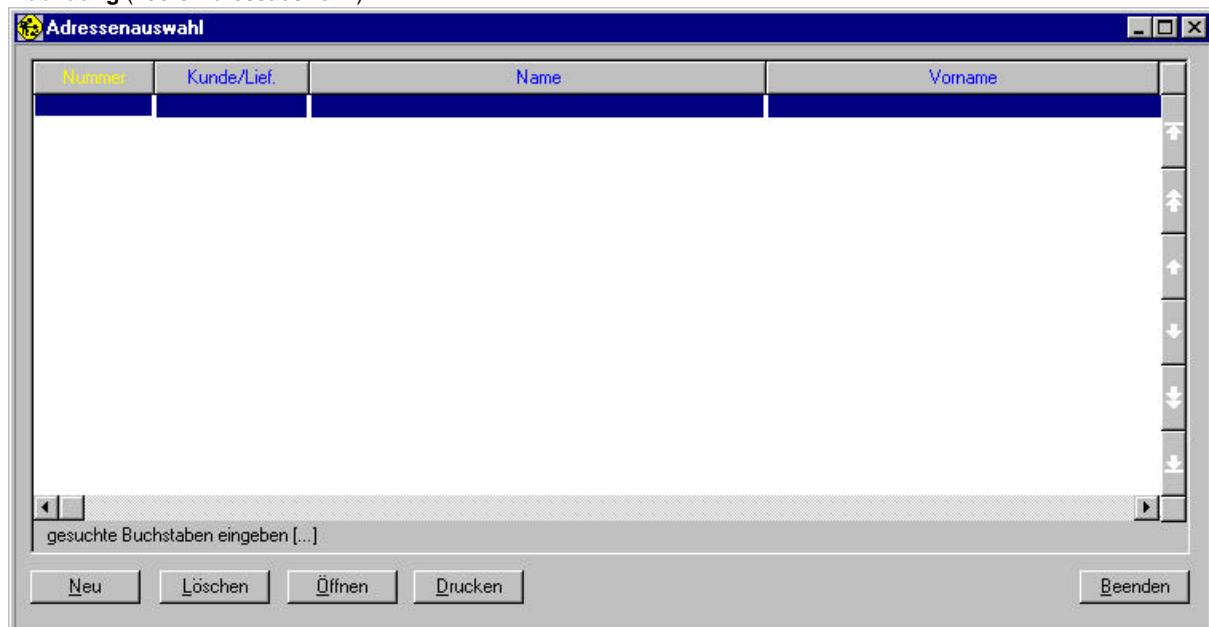 Adressenauswahl
Nummer Kunde/Lief. Name Vorname
gesuchte Buchstaben eingeben [...]
Neu Löschen Öffnen Drucken Beenden